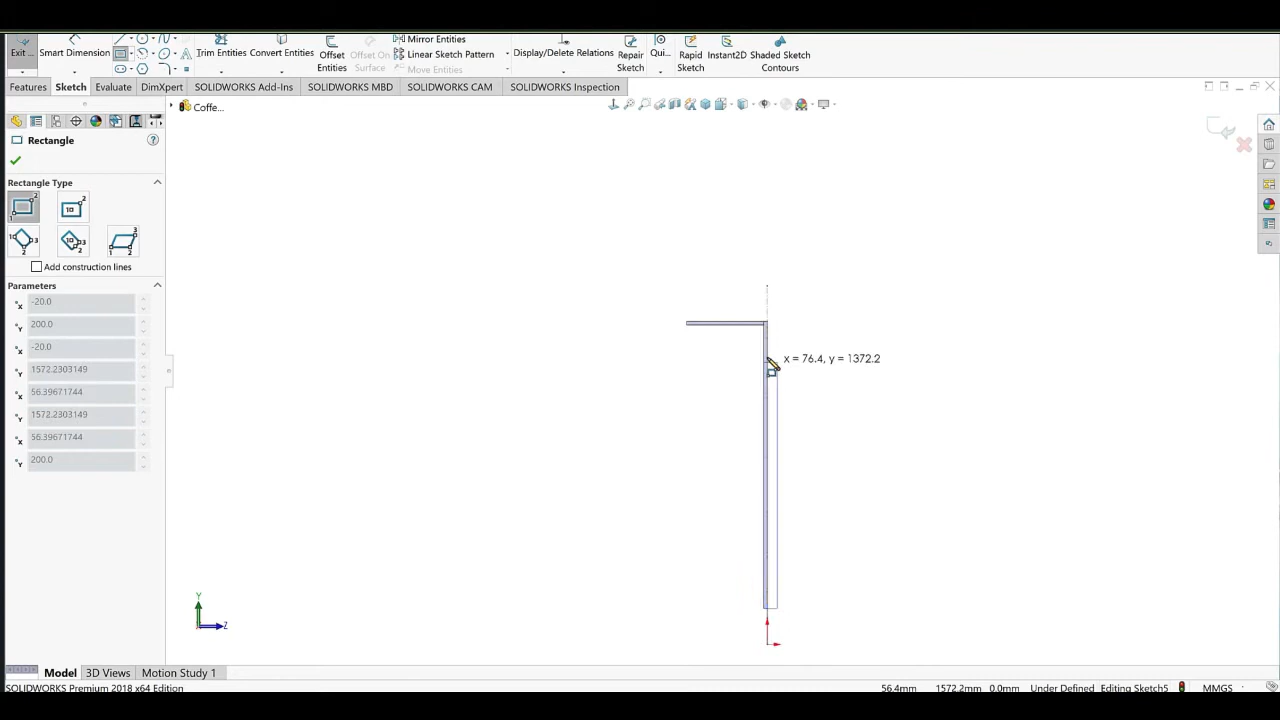 Mirror Entities
Exit ...
Smart Dimension
Trim Entities
Convert Entities
Offset
Entities
Offset On
Surface
Linear Sketch Pattern
Move Entities
Display/Delete Relations
Repair
Sketch
Qui...
Rapid
Sketch
Instant2D
Shaded Sketch
Contours
Features
Sketch
Evaluate
DimXpert
SOLIDWORKS Add-Ins
SOLIDWORKS MBD
SOLIDWORKS CAM
SOLIDWORKS Inspection
Coffe...
Rectangle
Rectangle Type
Add construction lines
Parameters
-20.0
200.0
-20.0
1572.2303149
56.39671744
1572.2303149
56.39671744
200.0
x = 76.4, y = 1372.2
Y
Z
Model
3D Views
Motion Study 1
SOLIDWORKS Premium 2018 x64 Edition
56.4mm
1572.2mm
0.0mm
Under Defined
Editing Sketch5
MMGS